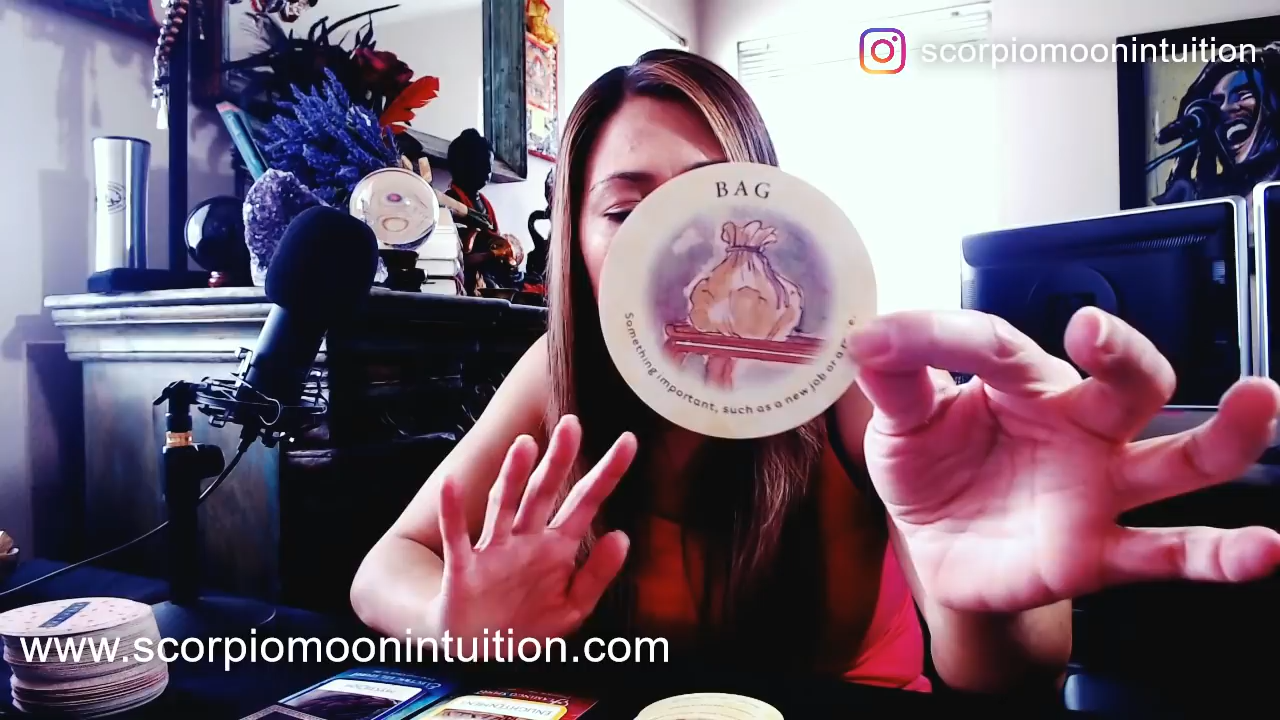 scorpiomoonintuition
BAG
Something important, such as a new job or a
www.scorpiomoonintuition.com
ENLIGHTENMENT